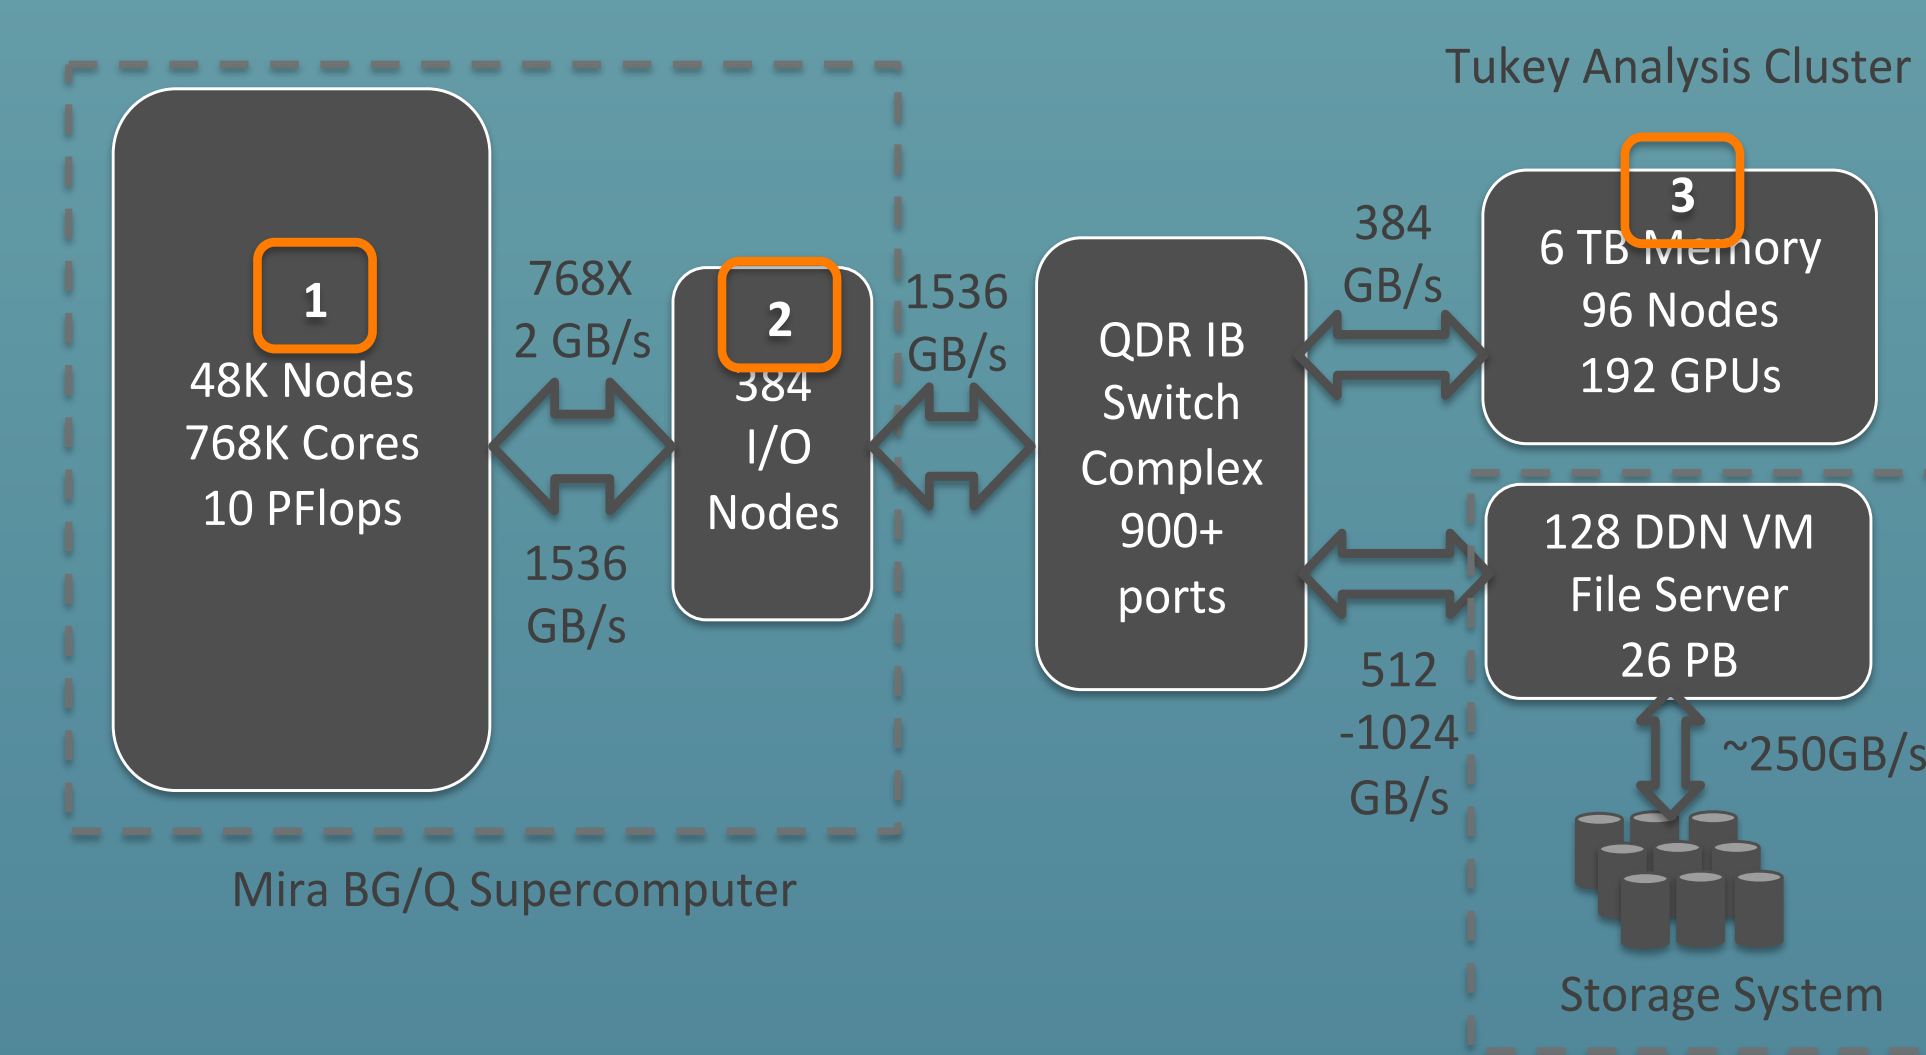 Tukey Analysis Cluster
1
48K Nodes
768K Cores
10 PFlops
768X
2 GB/s
1536
GB/s
2
384
I/O
Nodes
1536
GB/s
QDR IB
Switch
Complex
900+
ports
384
GB/s
3
6 TB Memory
96 Nodes
192 GPUs
512
-1024
GB/s
128 DDN VM
File Server
26 PB
~250GB/s
Storage System
Mira BG/Q Supercomputer